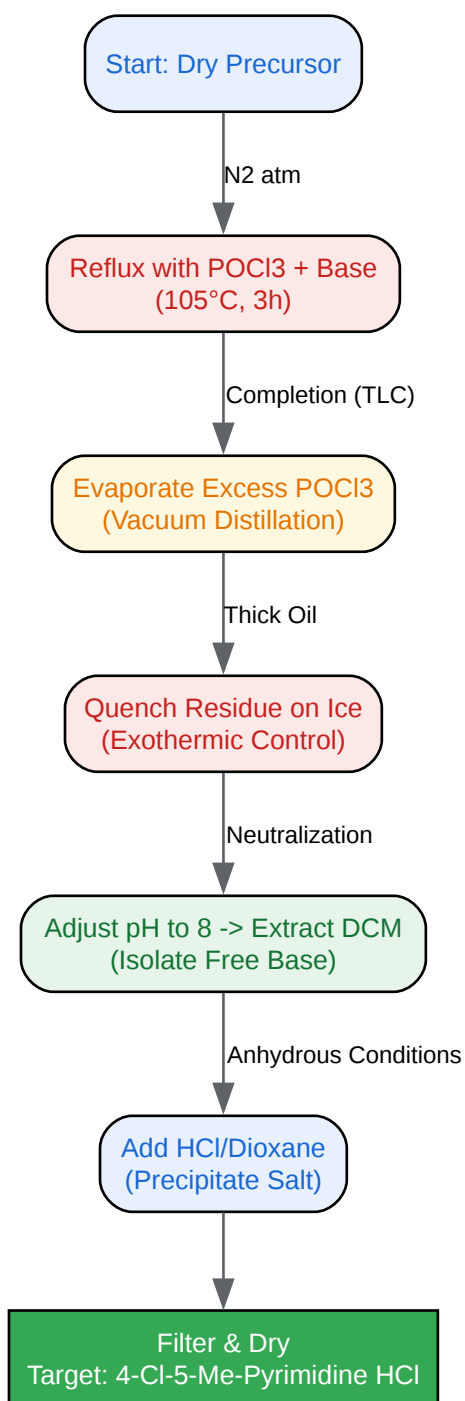 Start: Dry Precursor
N2 atm
Reflux with POCl3 + Base
(105°C, 3h)
Completion (TLC)
Evaporate Excess POCl3
(Vacuum Distillation)
Thick Oil
Quench Residue on Ice
(Exothermic Control)
Neutralization
Adjust pH to 8 -> Extract DCM
(Isolate Free Base)
Anhydrous Conditions
Add HCl/Dioxane
(Precipitate Salt)
Filter & Dry
Target: 4-Cl-5-Me-Pyrimidine HCl